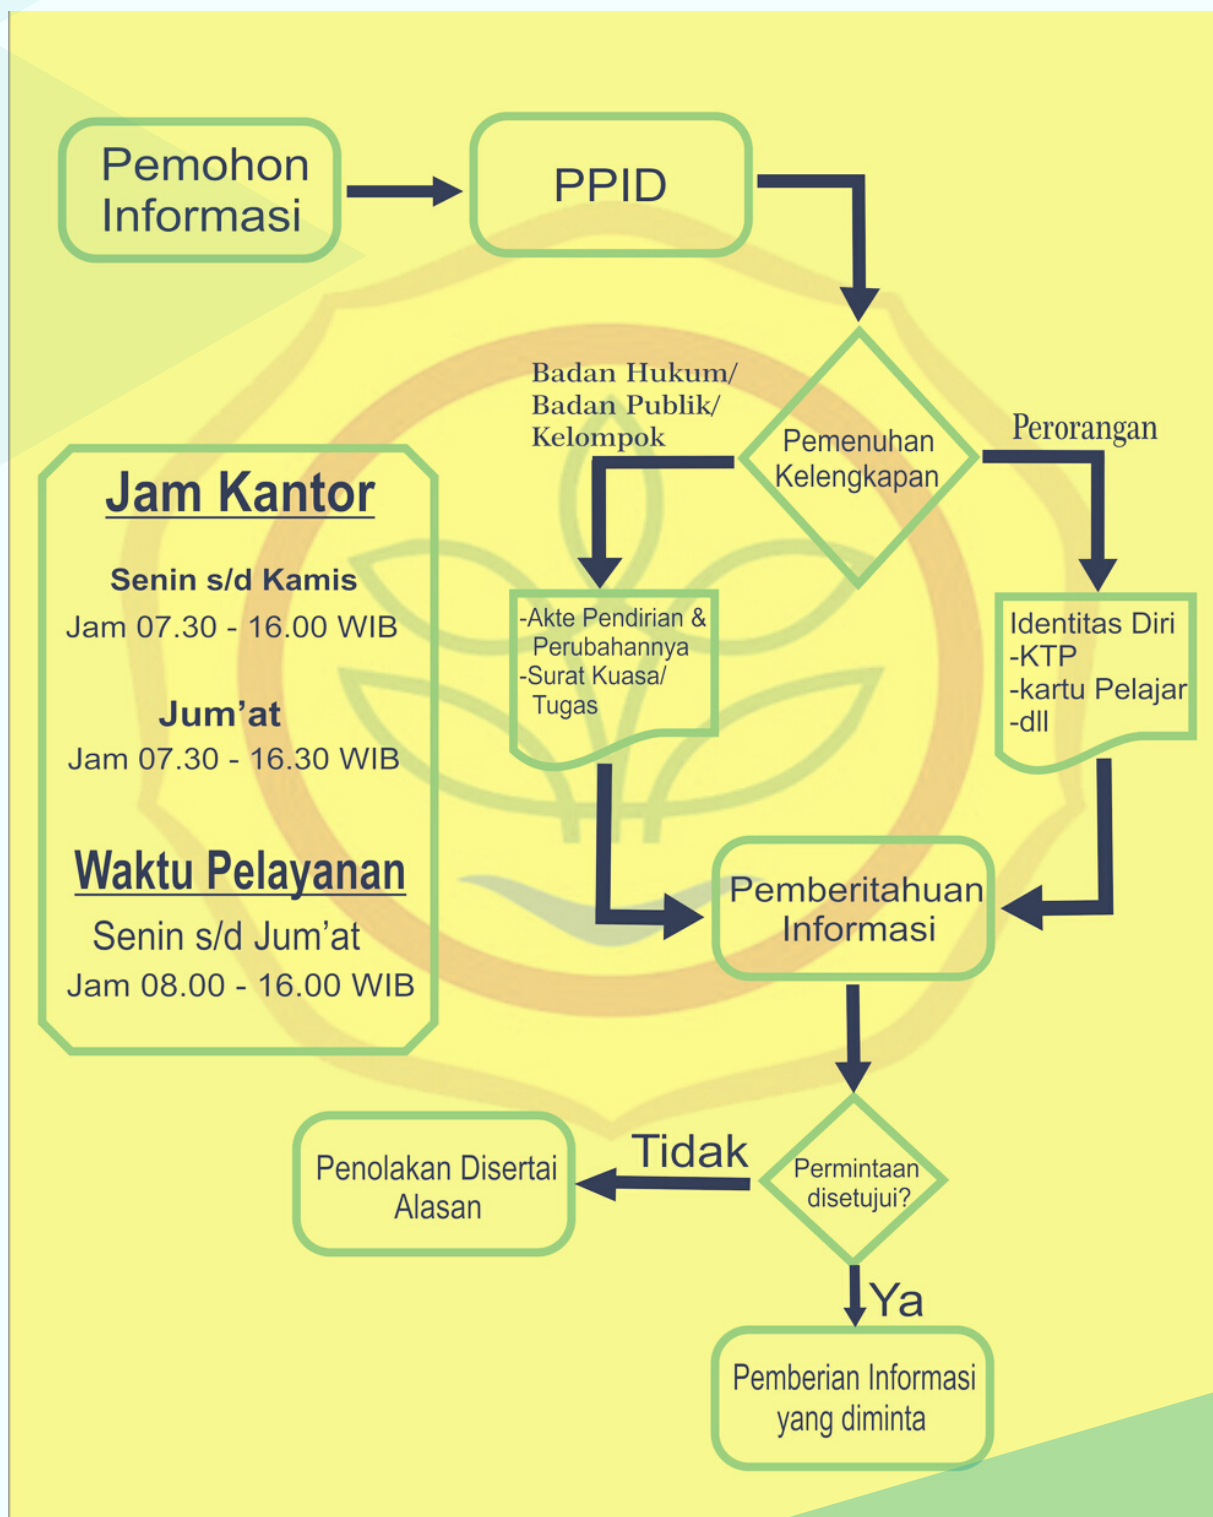 Pemohon
Informasi
PPID
Badan Hukum/
Badan Publik/
Kelompok
Pemenuhan
Kelengkapan
Perorangan
-Akte Pendirian &
Perubahannya
-Surat Kuasa/
Tugas
Identitas Diri
-KTP
-kartu Pelajar
-dll
Pemberitahuan
Informasi
Permintaan
disetujui?
Tidak
Penolakan Disertai
Alasan
Ya
Pemberian Informasi
yang diminta
Jam Kantor
Senin s/d Kamis
Jam 07.30 - 16.00 WIB
Jum’at
Jam 07.30 - 16.30 WIB
Waktu Pelayanan
Senin s/d Jum’at
Jam 08.00 - 16.00 WIB